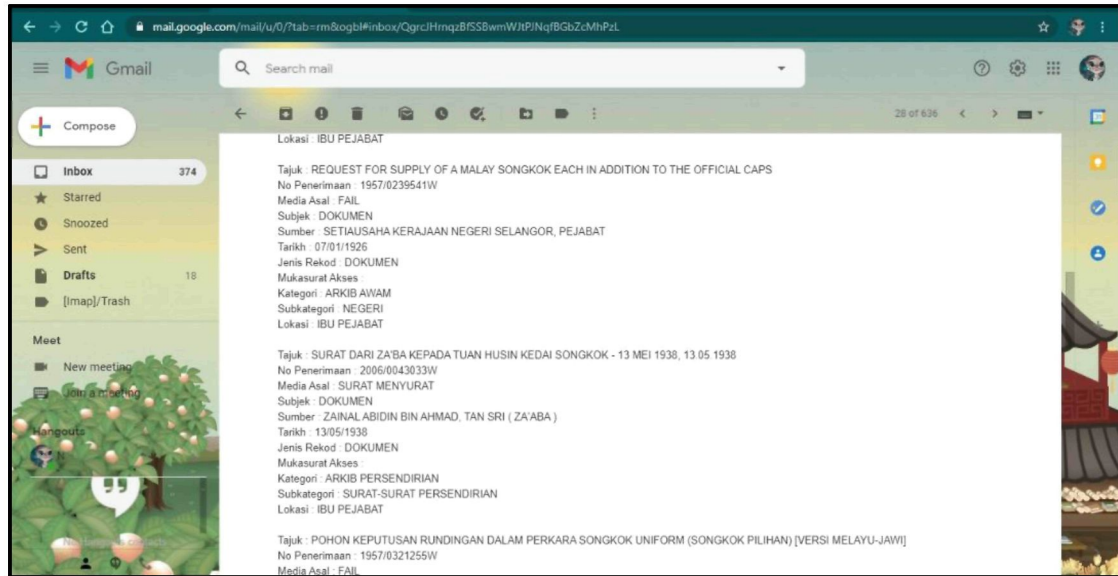 mail.google.com/mail/u/0/?tab=rm&ogbl#inbox/QgrcJHrnqzBfSSBwmWJtPJNqfBGbZcMhPzL
Gmail
Search mail
Compose
28 of 636
Inbox 374
Starred
Snoozed
Sent
Drafts 18
[Imap]/Trash
Meet
New meeting
Join a meeting
Hangouts
Lokasi : IBU PEJABAT
Tajuk : REQUEST FOR SUPPLY OF A MALAY SONGKOK EACH IN ADDITION TO THE OFFICIAL CAPS
No Penerimaan : 1957/0239541W
Media Asal : FAIL
Subjek : DOKUMEN
Sumber : SETIAUSAHA KERAJAAN NEGERI SELANGOR, PEJABAT
Tarikh : 07/01/1926
Jenis Rekod : DOKUMEN
Mukasurat Akses :
Kategori : ARKIB AWAM
Subkategori : NEGERI
Lokasi : IBU PEJABAT
Tajuk : SURAT DARI ZA'BA KEPADA TUAN HUSIN KEDAI SONGKOK - 13 MEI 1938, 13.05.1938
No Penerimaan : 2006/0043033W
Media Asal : SURAT MENYURAT
Subjek : DOKUMEN
Sumber : ZAINAL ABIDIN BIN AHMAD, TAN SRI ( ZA'ABA )
Tarikh : 13/05/1938
Jenis Rekod : DOKUMEN
Mukasurat Akses :
Kategori : ARKIB PERSENDIRIAN
Subkategori : SURAT-SURAT PERSENDIRIAN
Lokasi : IBU PEJABAT
Tajuk : POHON KEPUTUSAN RUNDINGAN DALAM PERKARA SONGKOK UNIFORM (SONGKOK PILIHAN) [VERSI MELAYU-JAWI]
No Penerimaan : 1957/0321255W
Media Asal : FAIL